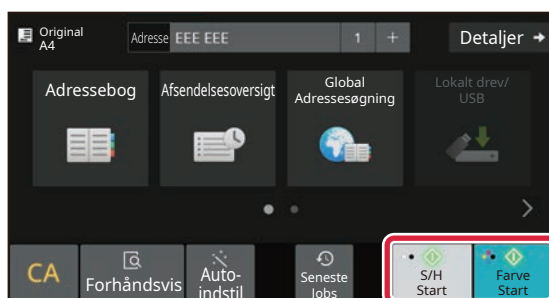 Original
A4
Adresse EEE EEE 1 +
Detaljer
Adressebog
Afsendelsesoversigt
Global
Adressesøgning
Lokalt drev/
USB
CA
Forhåndsvis
Auto-
indstil
Seneste
Jobs
S/H
Start
Farve
Start